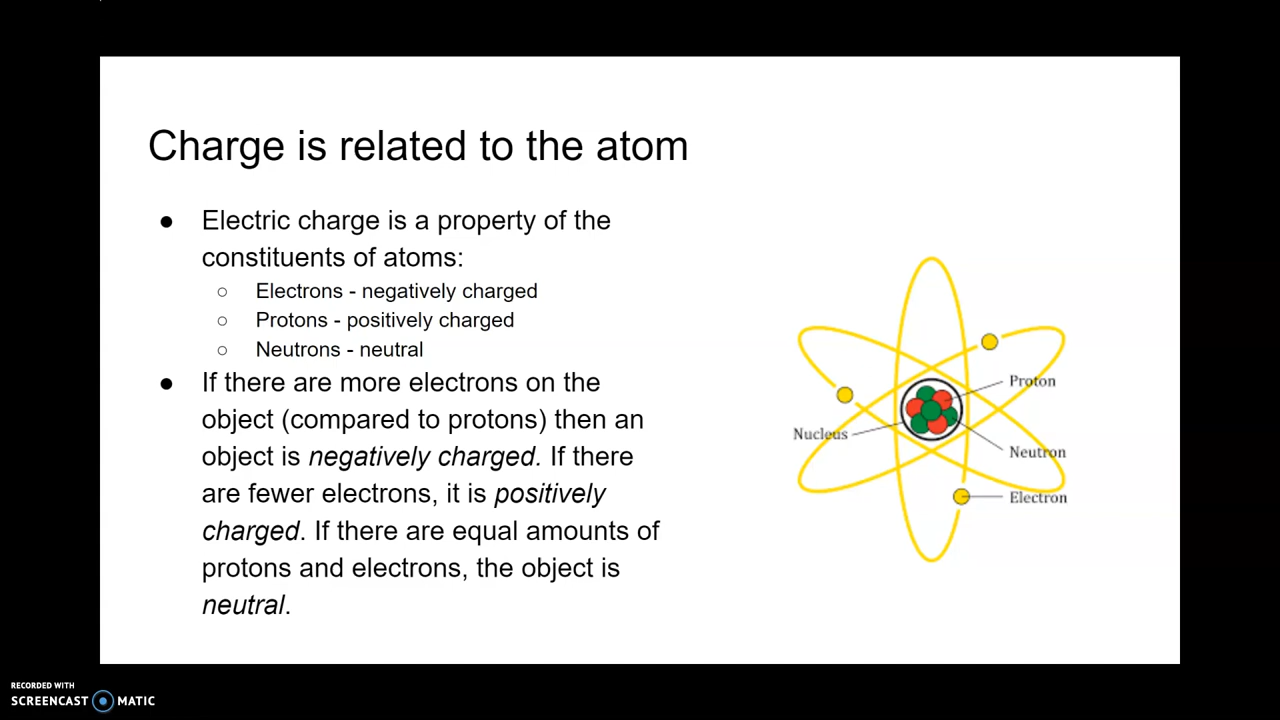 Charge is related to the atom
● Electric charge is a property of the
constituents of atoms:
○ Electrons - negatively charged
○ Protons - positively charged
○ Neutrons - neutral
● If there are more electrons on the
object (compared to protons) then an
object is negatively charged. If there
are fewer electrons, it is positively
charged. If there are equal amounts of
protons and electrons, the object is
neutral.
Proton
Nucleus
Neutron
Electron
RECORDED WITH
SCREENCAST MATIC